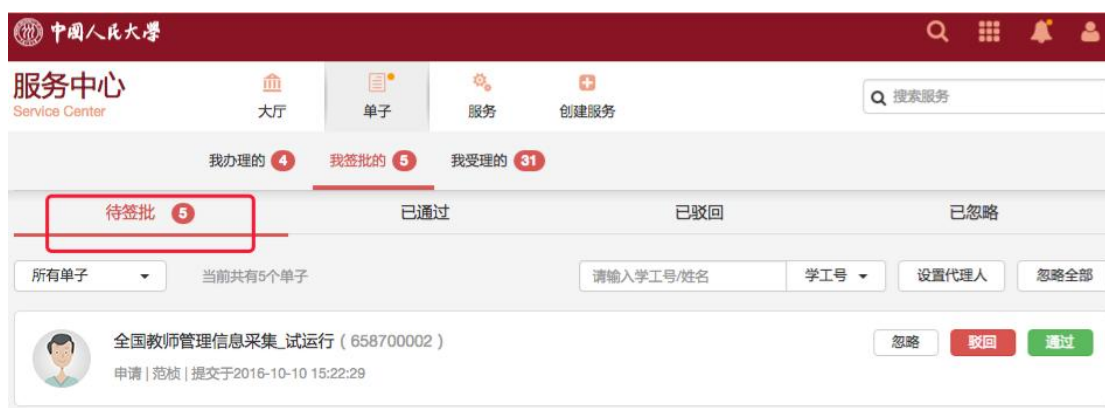 中国人民大学
服务中心
Service Center
大厅
单子
服务
创建服务
搜索服务
我办理的 4
我签批的 5
我受理的 31
待签批 5
已通过
已驳回
已忽略
所有单子
当前共有5个单子
请输入学工号/姓名
学工号
设置代理人
忽略全部
全国教师管理信息采集_试运行 ( 658700002 )
忽略
驳回
通过
申请 | 范桢 | 提交于2016-10-10 15:22:29